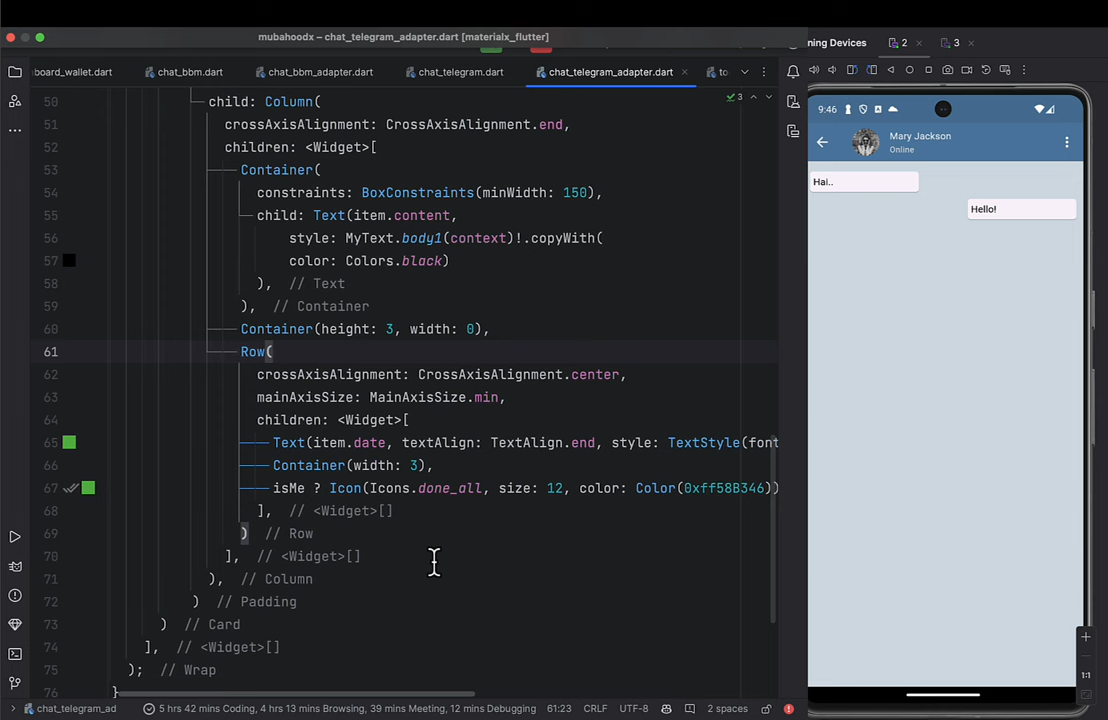 mubahoodx – chat_telegram_adapter.dart [materialx_flutter]
ning Devices
2
3
board_wallet.dart
chat_bbm.dart
chat_bbm_adapter.dart
chat_telegram.dart
chat_telegram_adapter.dart
to
3
50 child: Column(
51 crossAxisAlignment: CrossAxisAlignment.end,
52 children: <Widget>[
53 Container(
54 constraints: BoxConstraints(minWidth: 150),
55 child: Text(item.content,
56 style: MyText.body1(context)!.copyWith(
57 color: Colors.black)
58 ), // Text
59 ), // Container
60 Container(height: 3, width: 0),
61 Row(
62 crossAxisAlignment: CrossAxisAlignment.center,
63 mainAxisSize: MainAxisSize.min,
64 children: <Widget>[
65 Text(item.date, textAlign: TextAlign.end, style: TextStyle(font
66 Container(width: 3),
67 isMe ? Icon(Icons.done_all, size: 12, color: Color(0xff58B346))
68 ], // <Widget>[]
69 ) // Row
70 ], // <Widget>[]
71 ), // Column
72 ) // Padding
73 ) // Card
74 ], // <Widget>[]
75 ); // Wrap
76 }
chat_telegram_ad
5 hrs 42 mins Coding, 4 hrs 13 mins Browsing, 39 mins Meeting, 12 mins Debugging
61:23
CRLF
UTF-8
2 spaces
9:46
Mary Jackson
Online
Hai..
Hello!
1:1